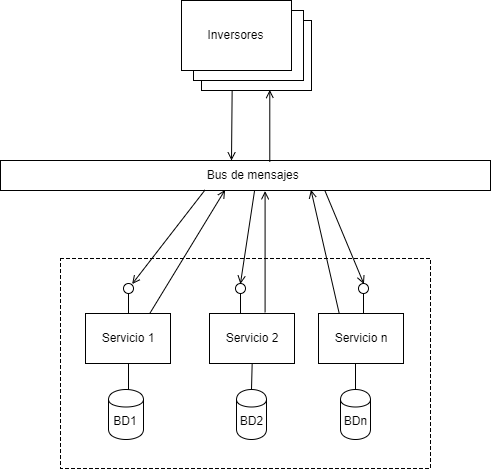 Inversores
Bus de mensajes
Servicio 1
Servicio 2
Servicio n
BD1
BD2
BDn